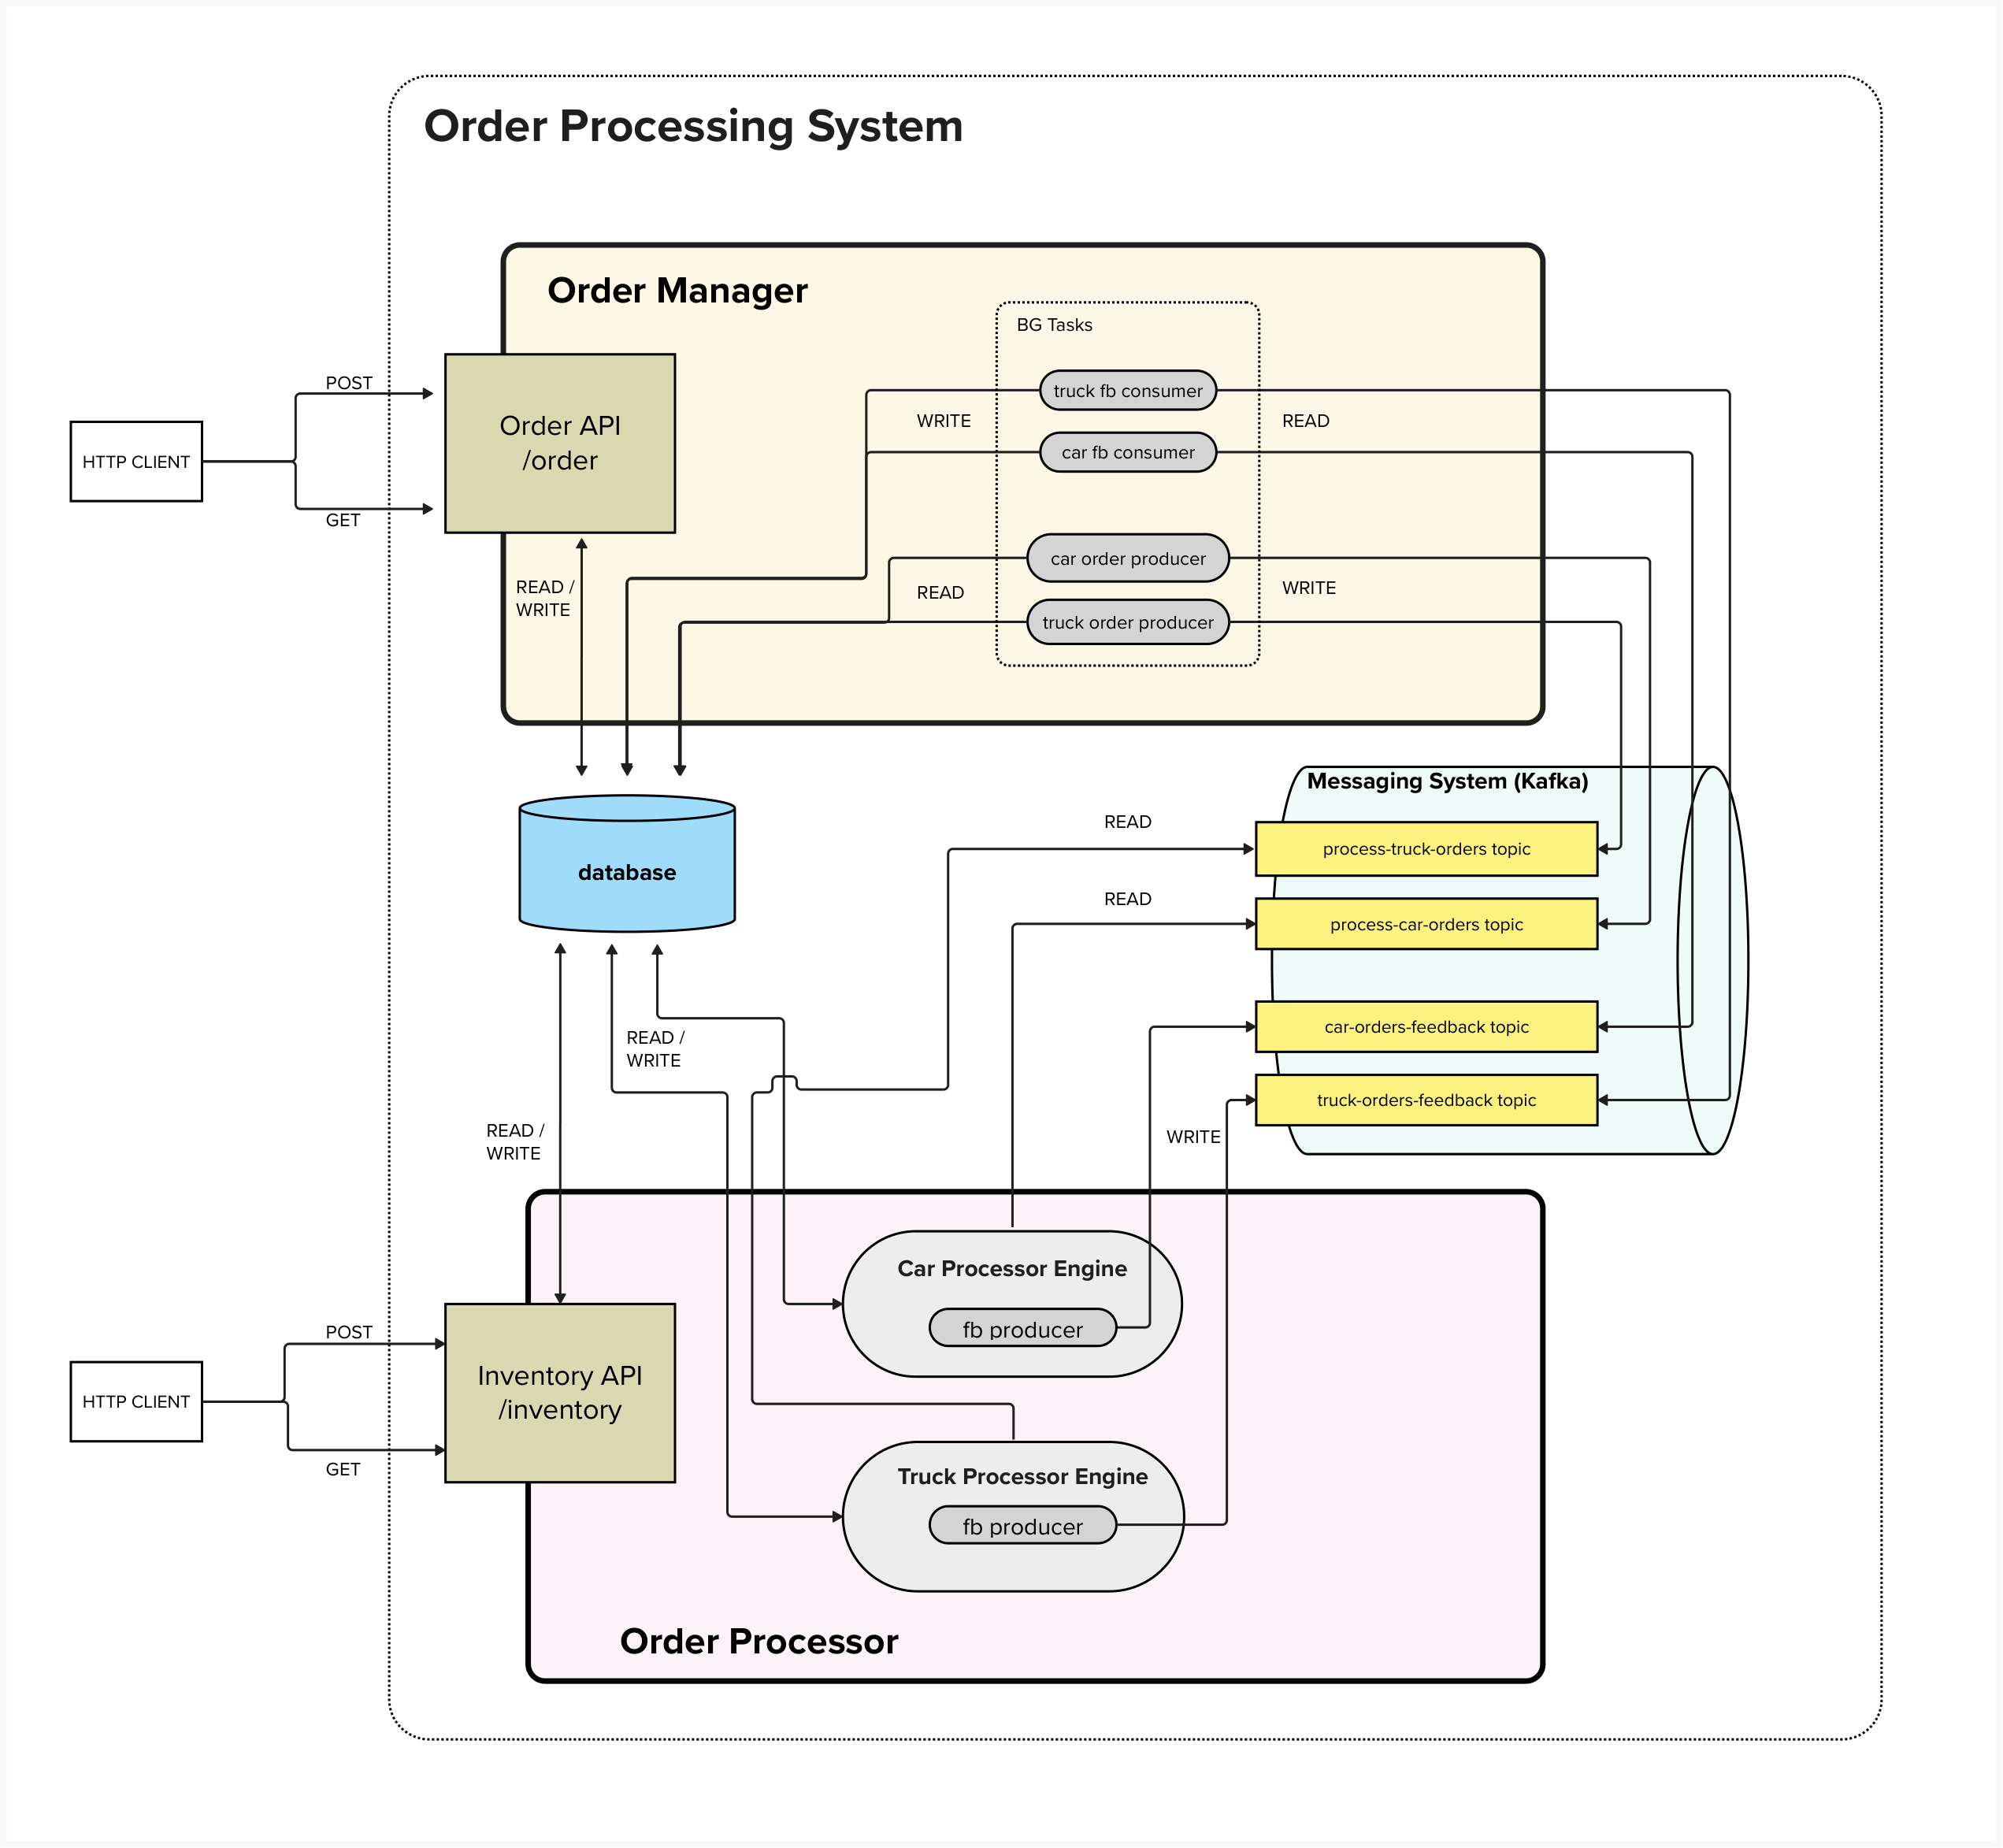 Order Processing System
Order Manager
BG Tasks
POST
Order API
/order
HTTP CLIENT
GET
truck fb consumer
WRITE
READ
car fb consumer
car order producer
READ /
WRITE
READ
WRITE
truck order producer
Messaging System (Kafka)
READ
process-truck-orders topic
database
READ
process-car-orders topic
car-orders-feedback topic
READ /
WRITE
truck-orders-feedback topic
READ /
WRITE
WRITE
Car Processor Engine
fb producer
POST
Inventory API
/inventory
HTTP CLIENT
GET
Truck Processor Engine
fb producer
Order Processor